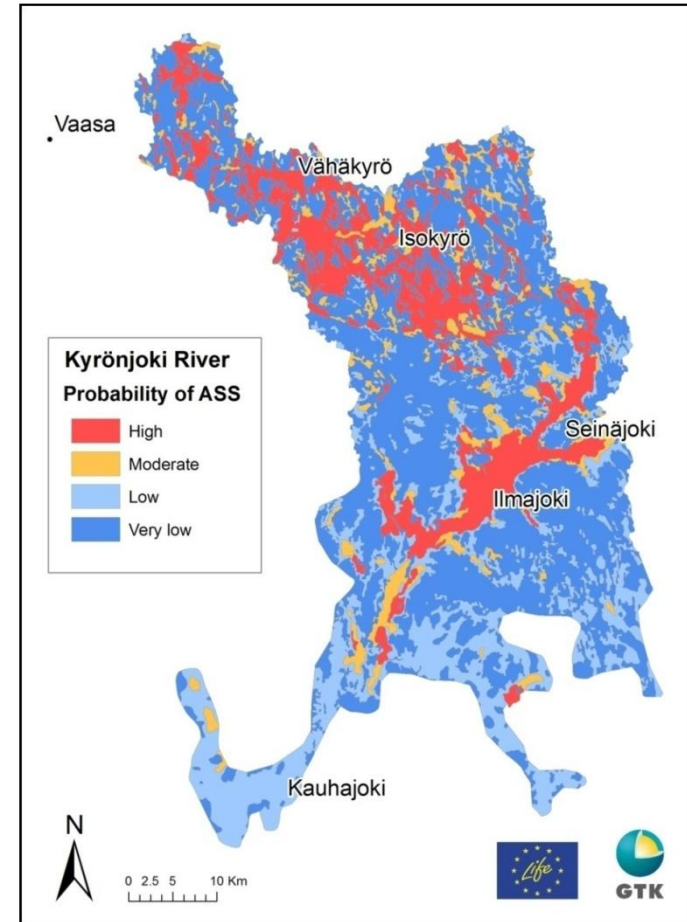 Vaasa
Vähäkyrö
Isokyrö
Kyrönjoki River
Probability of ASS
High
Moderate
Low
Very low
Seinäjoki
Ilmajoki
Kauhajoki
N
0 2.5 5 10 Km
Life
GTK